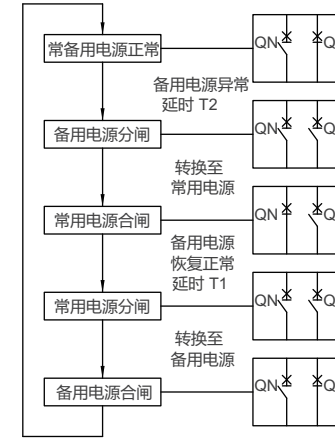 常备用电源正常
QN
Q
备用电源异常
延时 T2
备用电源分闸
QN
Q
转换至
常用电源
常用电源合闸
QN
Q
备用电源
恢复正常
延时 T1
常用电源分闸
QN
Q
转换至
备用电源
备用电源合闸
QN
Q